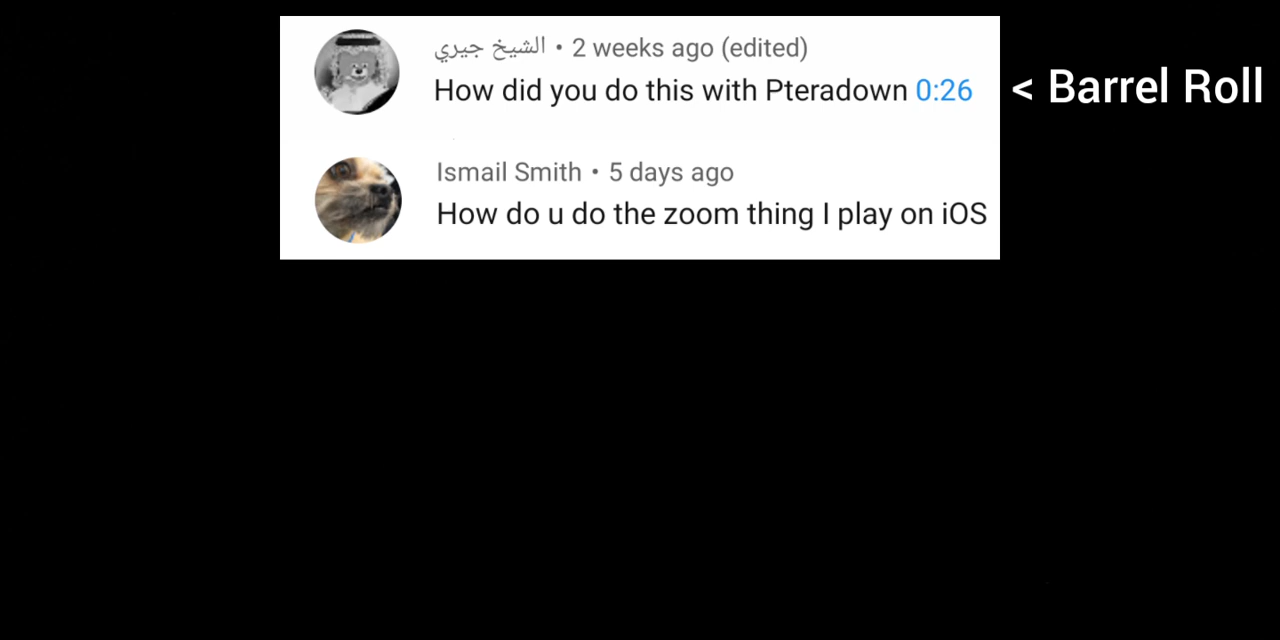 الشيخ جيري • 2 weeks ago (edited)
How did you do this with Pteradown 0:26
< Barrel Roll
Ismail Smith • 5 days ago
How do u do the zoom thing I play on iOS